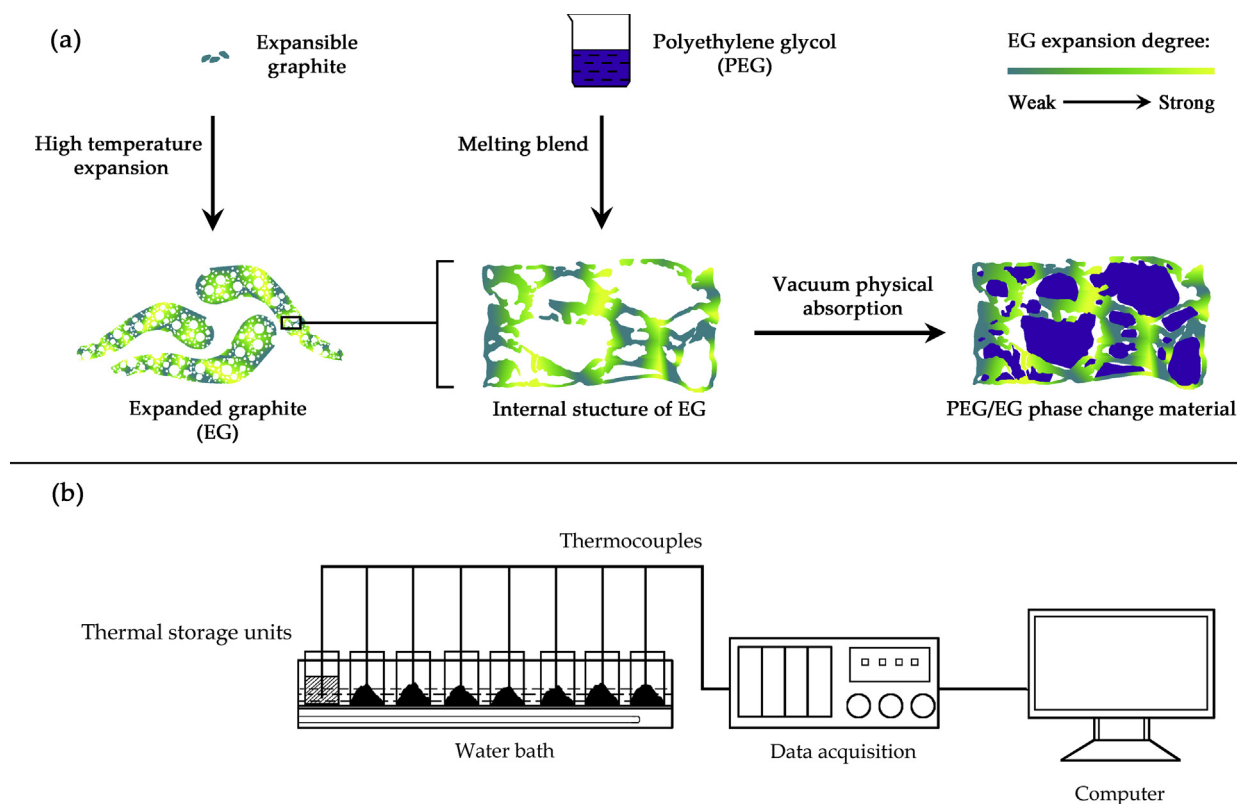 (a)
Expansible
graphite
Polyethylene glycol
(PEG)
EG expansion degree:
Weak
Strong
High temperature
expansion
Melting blend
Vacuum physical
absorption
Expanded graphite
(EG)
Internal stucture of EG
PEG/EG phase change material
(b)
Thermocouples
Thermal storage units
Water bath
Data acquisition
Computer